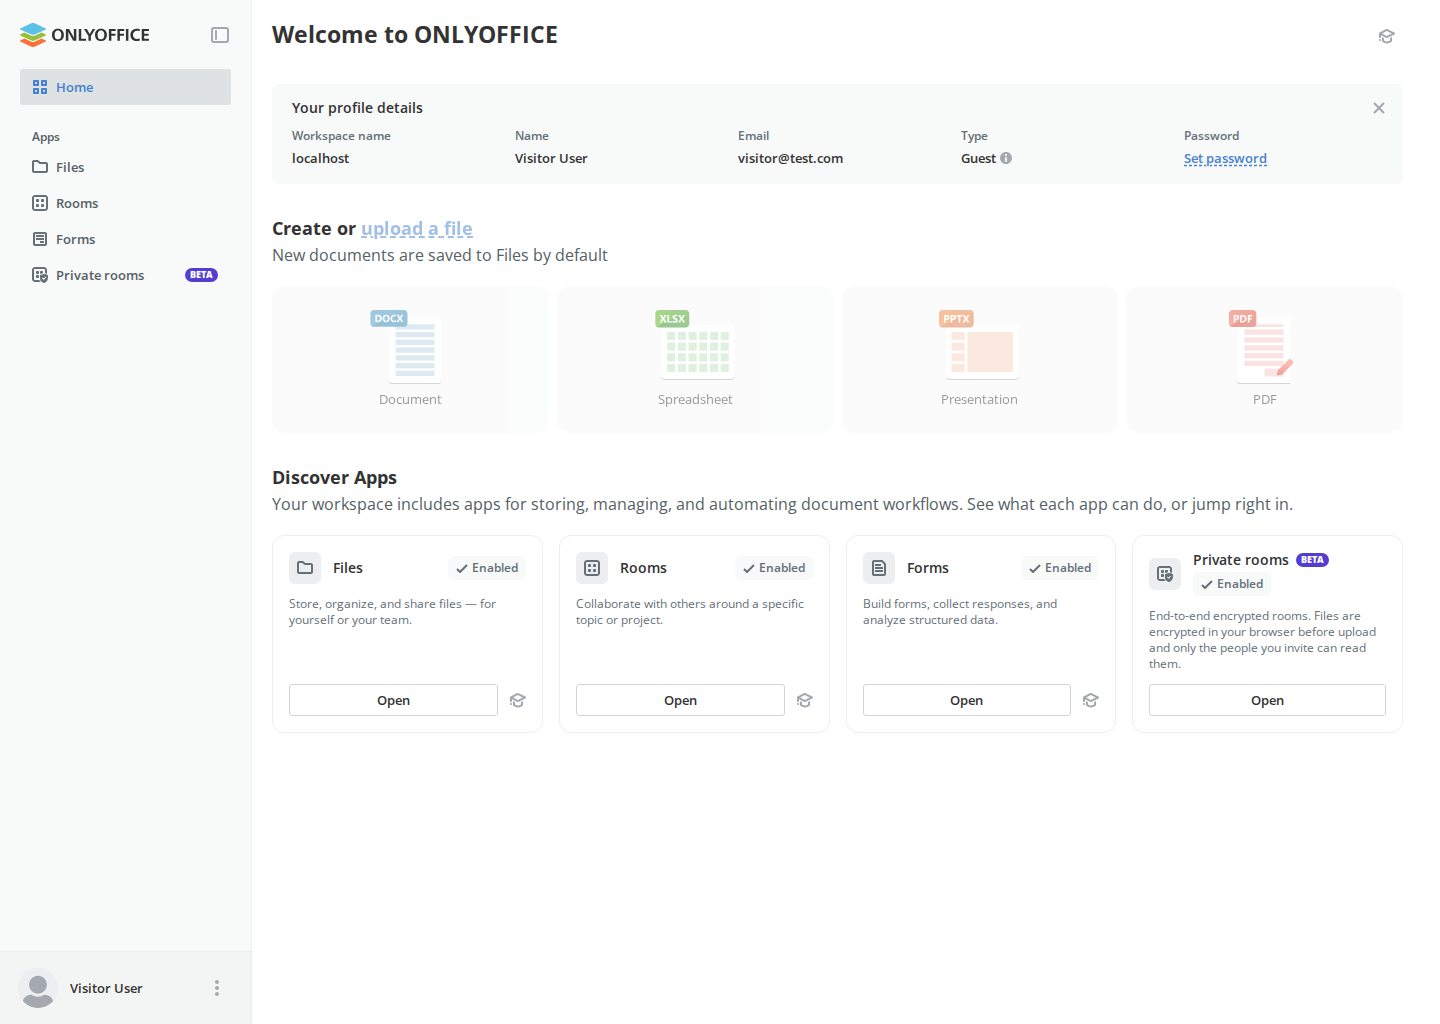 ONLYOFFICE
Home
Apps
Files
Rooms
Forms
Private rooms BETA
Visitor User
Welcome to ONLYOFFICE
Your profile details
Workspace name Name Email Type Password
localhost Visitor User visitor@test.com Guest Set password
Create or upload a file
New documents are saved to Files by default
DOCX XLSX PPTX PDF
Document Spreadsheet Presentation PDF
Discover Apps
Your workspace includes apps for storing, managing, and automating document workflows. See what each app can do, or jump right in.
Files Enabled
Store, organize, and share files — for
yourself or your team.
Open
Rooms Enabled
Collaborate with others around a specific
topic or project.
Open
Forms Enabled
Build forms, collect responses, and
analyze structured data.
Open
Private rooms BETA
Enabled
End-to-end encrypted rooms. Files are
encrypted in your browser before upload
and only the people you invite can read
them.
Open